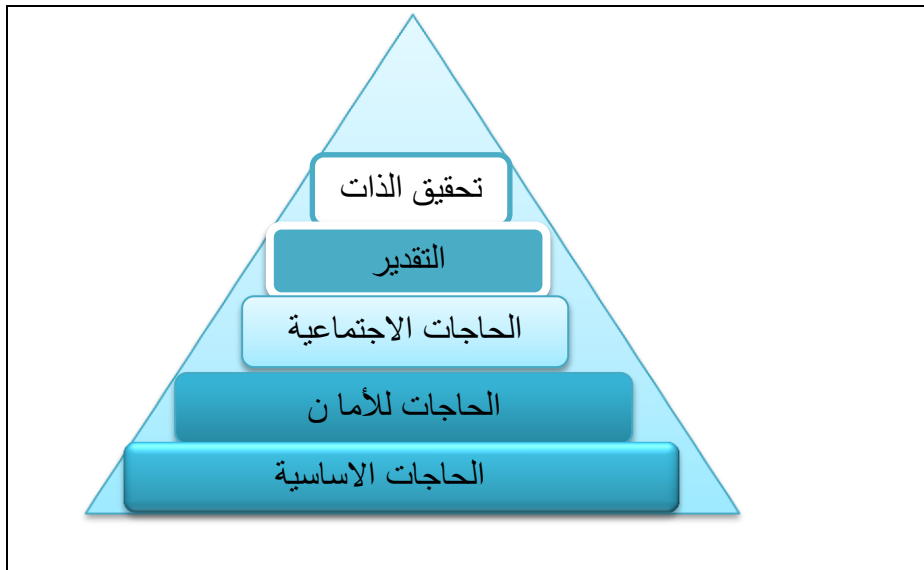 تحقيق الذات
التقدير
الحاجات الاجتماعية
الحاجات للأما ن
الحاجات الاساسية